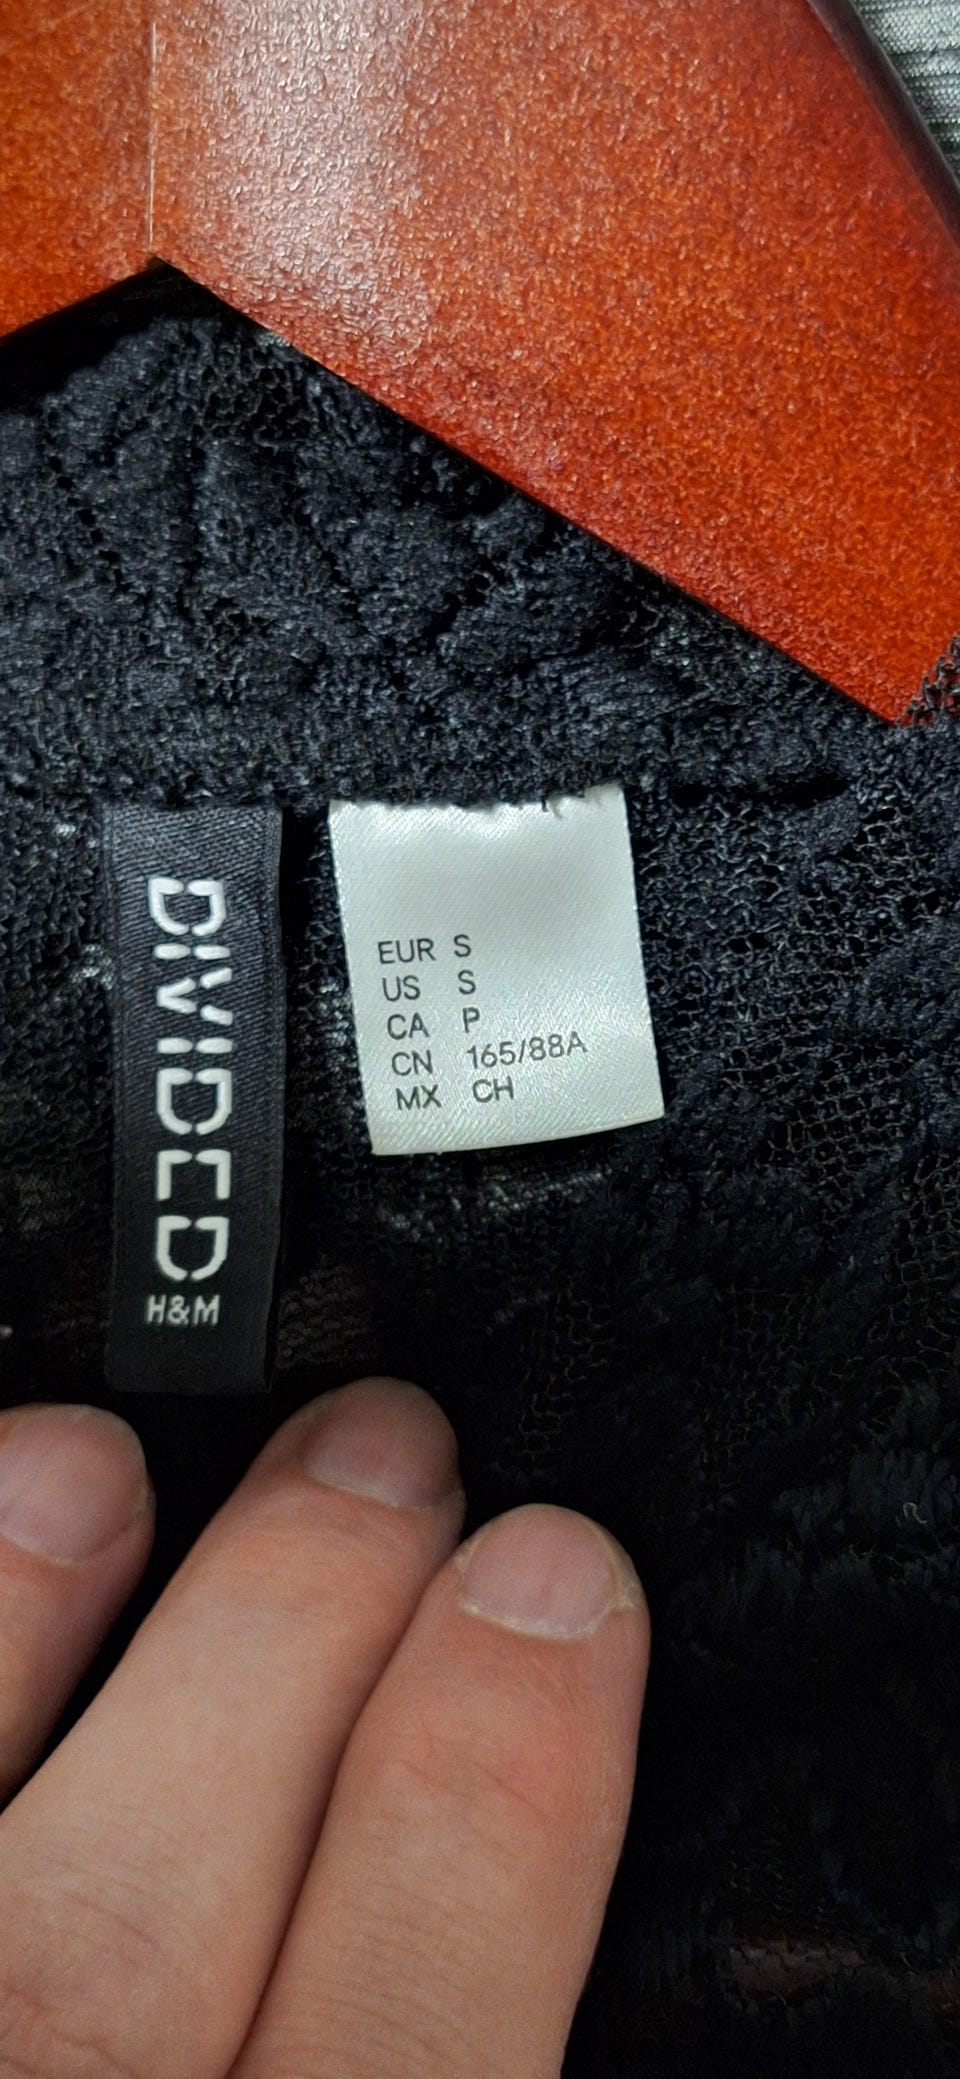 DIVIDED
H&M
EUR S
US S
CA P
CN 165/88A
MX CH